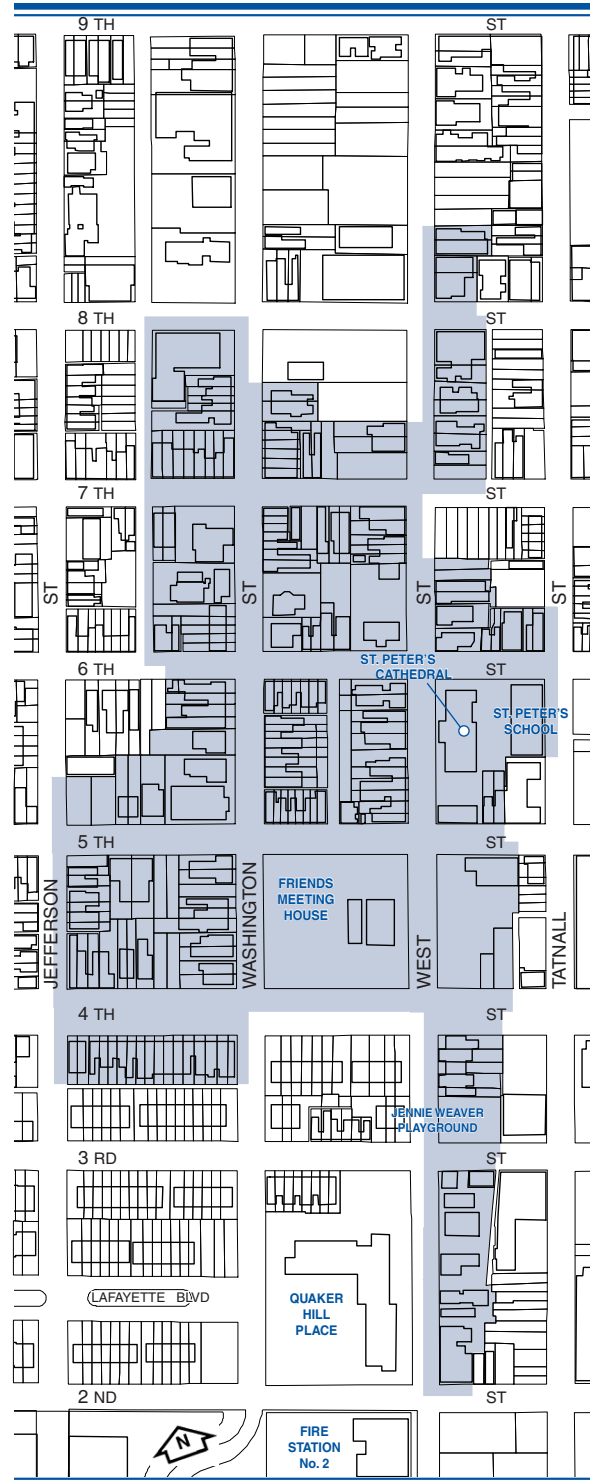 9 TH ST
8 TH ST
7 TH ST
ST ST ST ST
ST. PETER'S
CATHEDRAL
6 TH ST
ST. PETER'S
SCHOOL
5 TH ST
JEFFERSON
WASHINGTON
FRIENDS
MEETING
HOUSE
WEST
TATNALL
4 TH ST
JENNIE WEAVER
PLAYGROUND
3 RD ST
LAFAYETTE BLVD
QUAKER
HILL
PLACE
2 ND ST
N
FIRE
STATION
No. 2